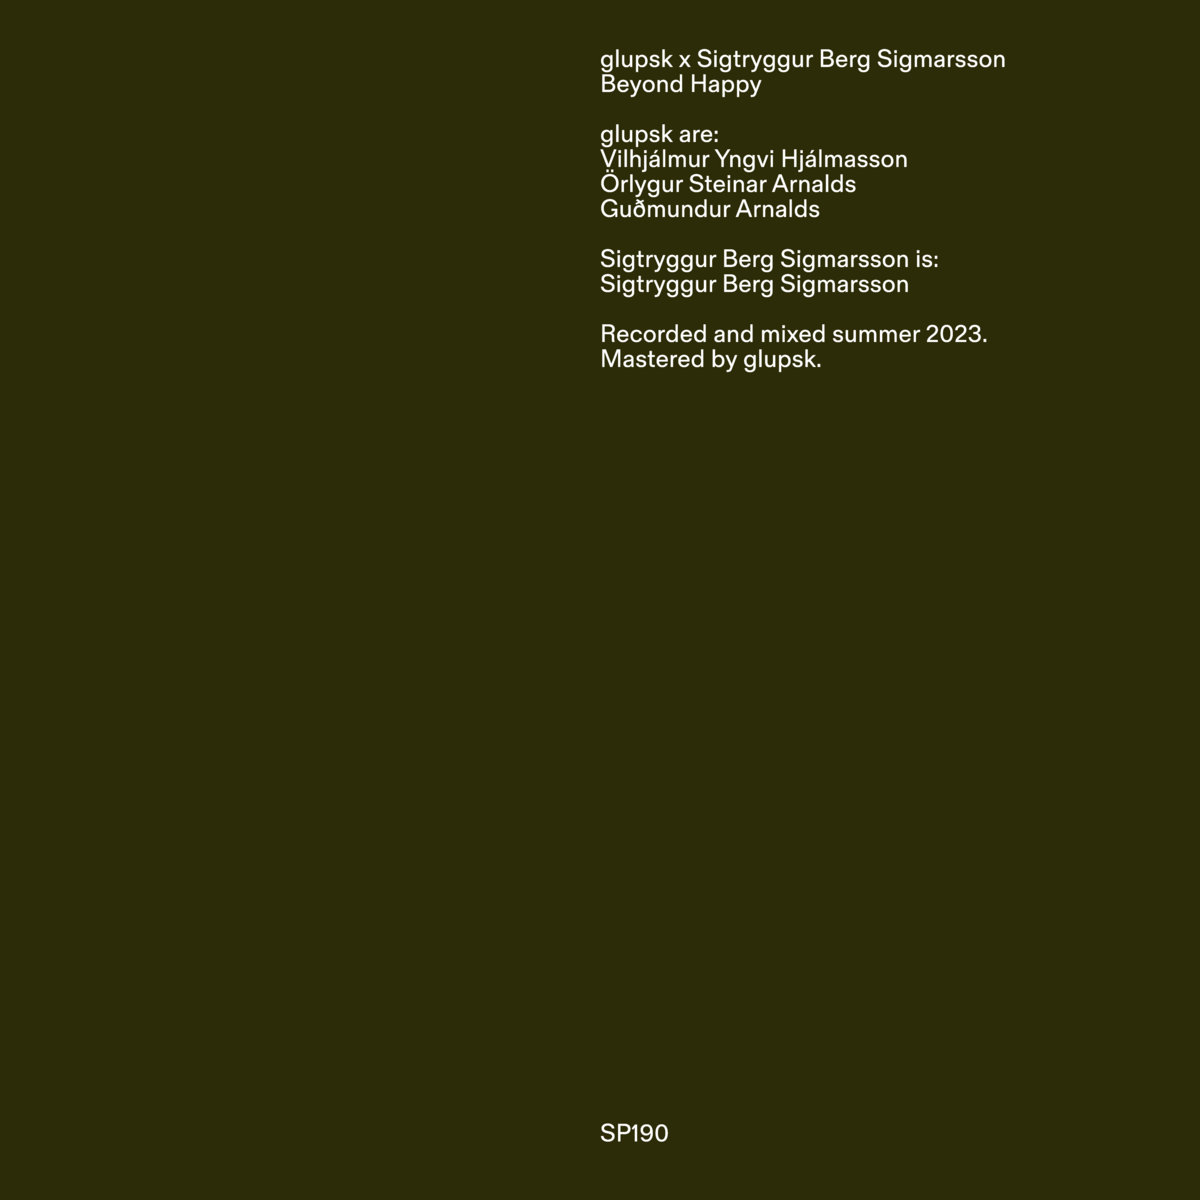 glupsk x Sigtryggur Berg Sigmarsson
Beyond Happy
glupsk are:
Vilhjálmur Yngvi Hjálmasson
Örlygur Steinar Arnalds
Guðmundur Arnalds
Sigtryggur Berg Sigmarsson is:
Sigtryggur Berg Sigmarsson
Recorded and mixed summer 2023.
Mastered by glupsk.
SP190